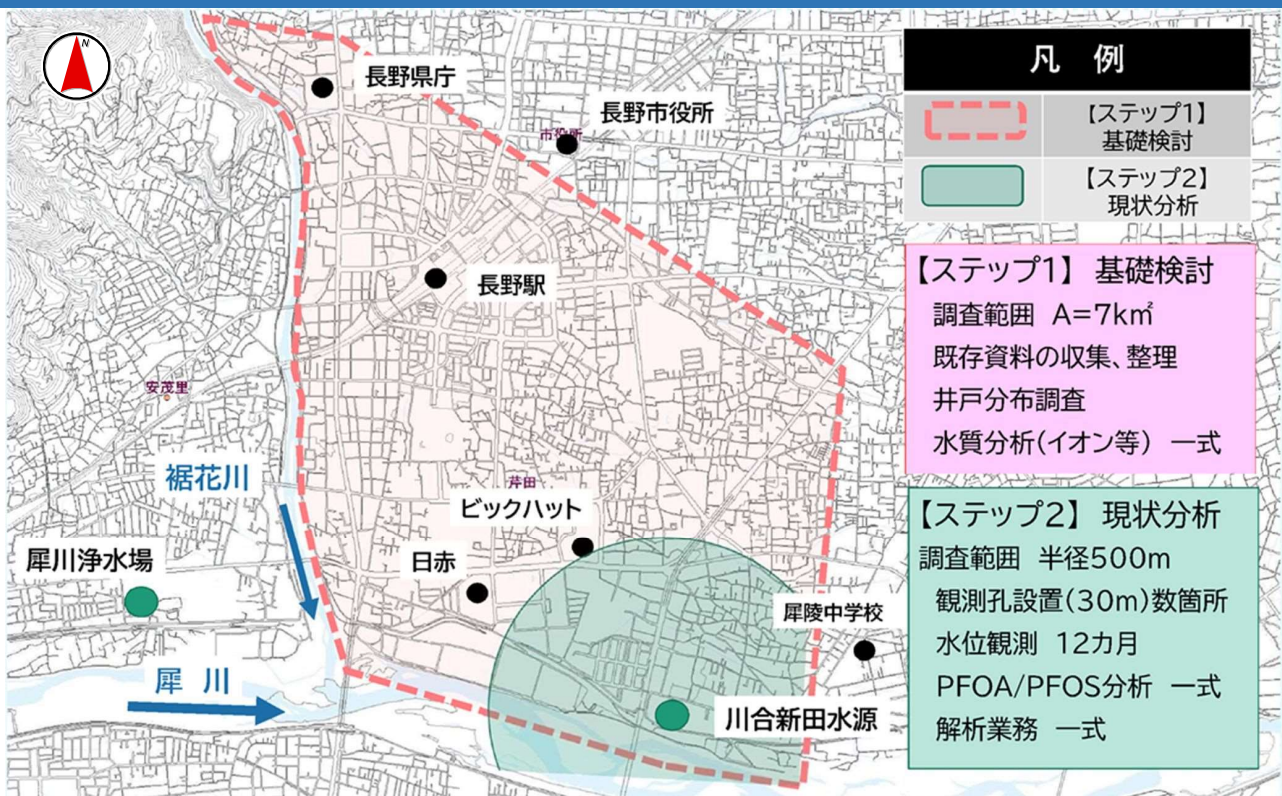 N
長野県庁
長野市役所
市役所
長野駅
安茂里
裾花川
芹田
ビックハット
犀川浄水場
日赤
犀陵中学校
犀 川
川合新田水源
凡 例
【ステップ1】
基礎検討
【ステップ2】
現状分析
【ステップ1】 基礎検討
調査範囲 A=7k㎡
既存資料の収集、整理
井戸分布調査
水質分析(イオン等) 一式
【ステップ2】 現状分析
調査範囲 半径500m
観測孔設置(30m)数箇所
水位観測 12カ月
PFOA/PFOS分析 一式
解析業務 一式